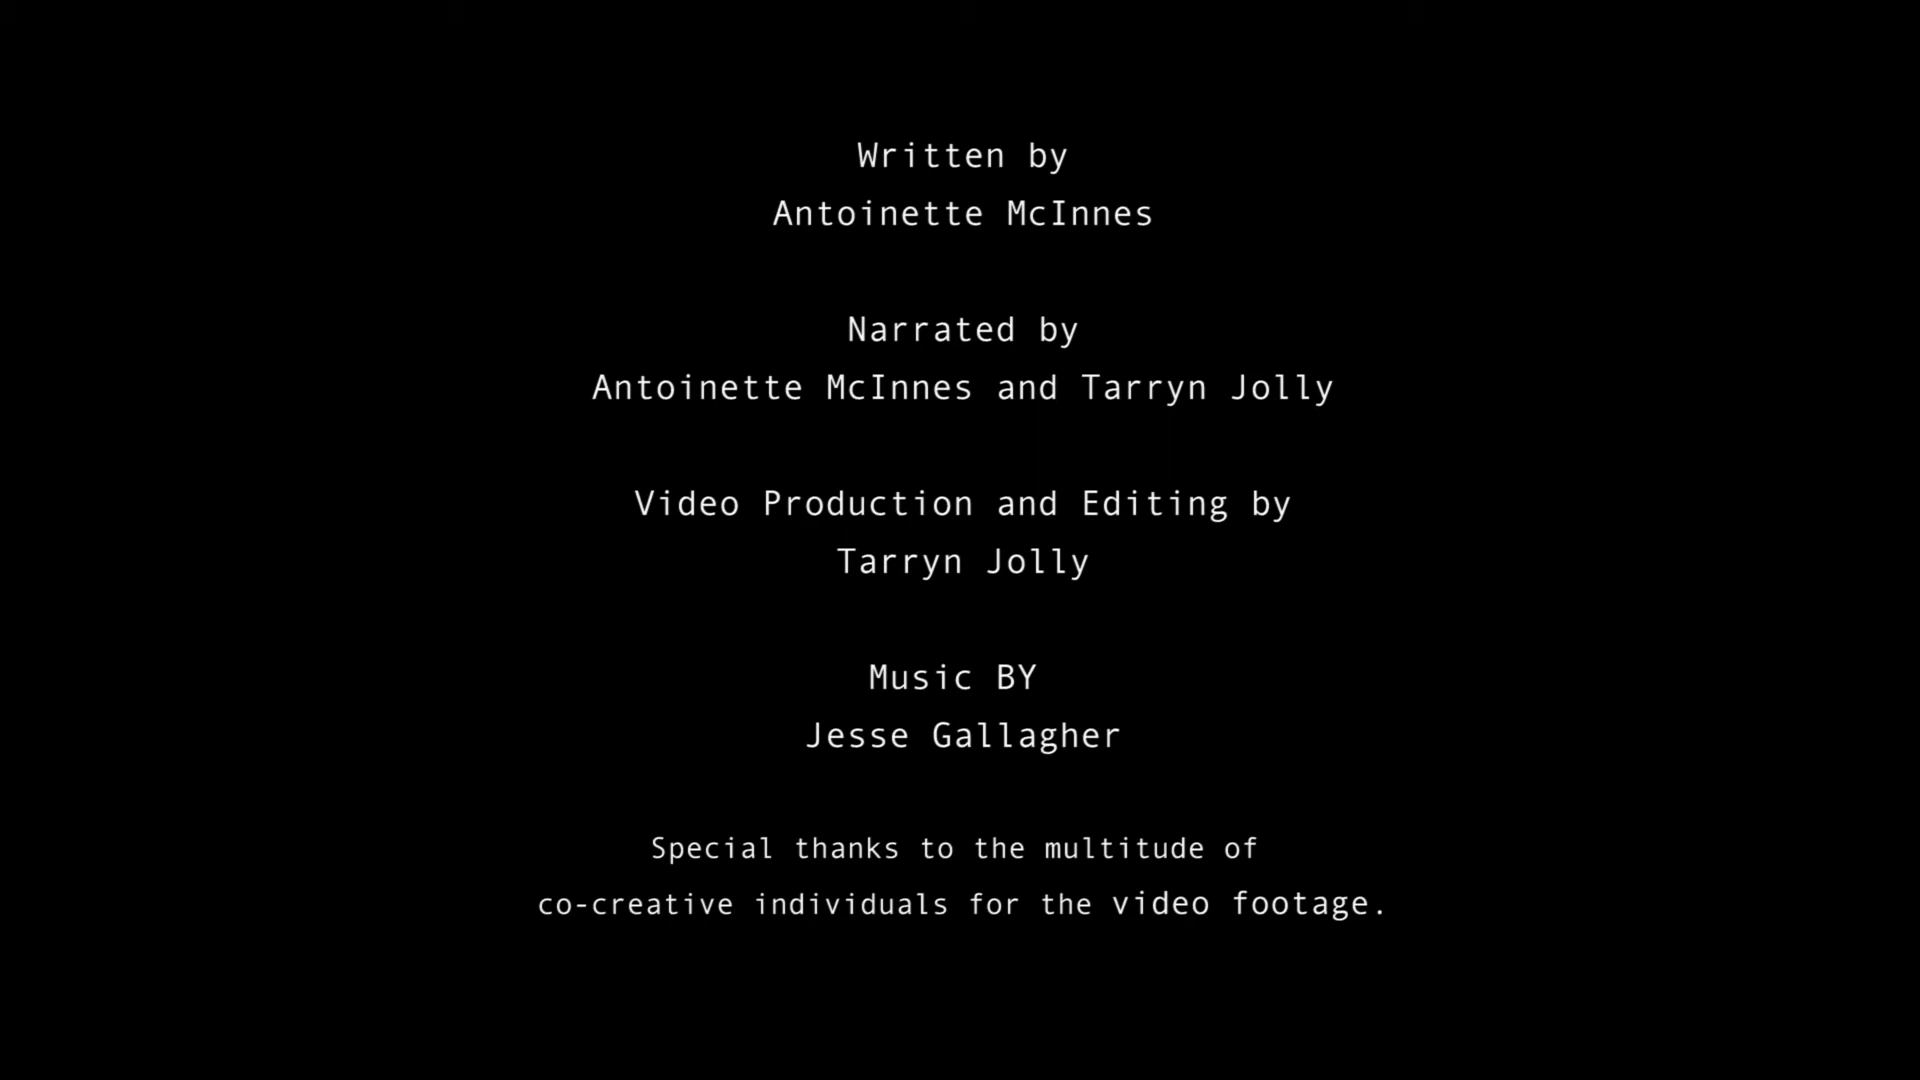 Written by
Antoinette McInnes
Narrated by
Antoinette McInnes and Tarryn Jolly
Video Production and Editing by
Tarryn Jolly
Music BY
Jesse Gallagher
Special thanks to the multitude of
co-creative individuals for the video footage.